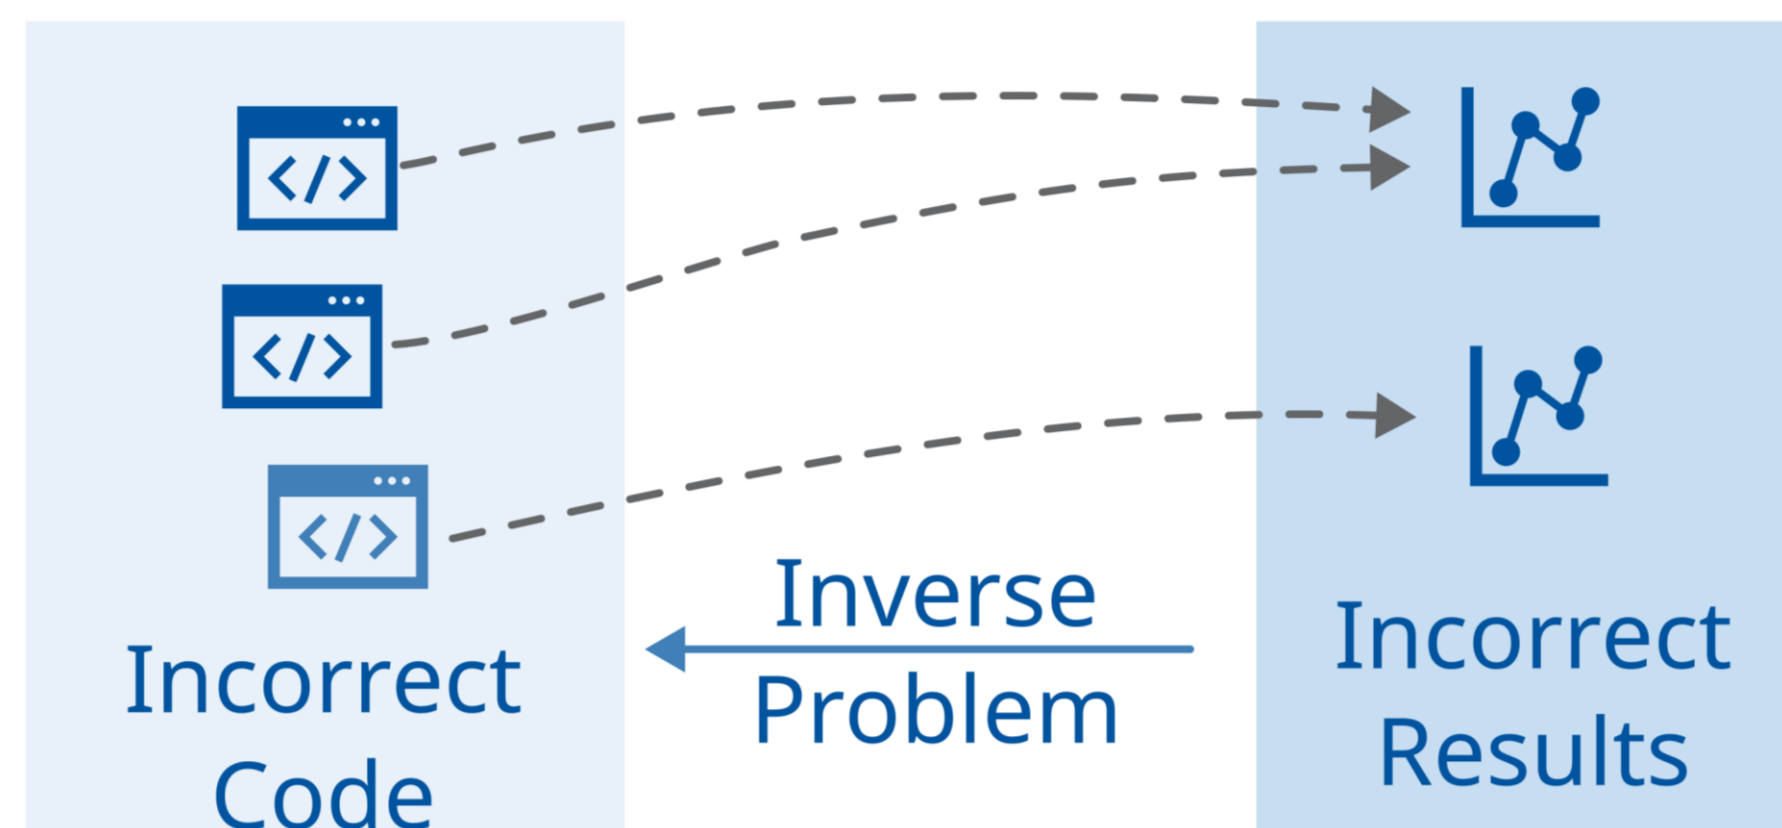 </>
</>
</>
Incorrect
Code
Inverse
Problem
Incorrect
Results